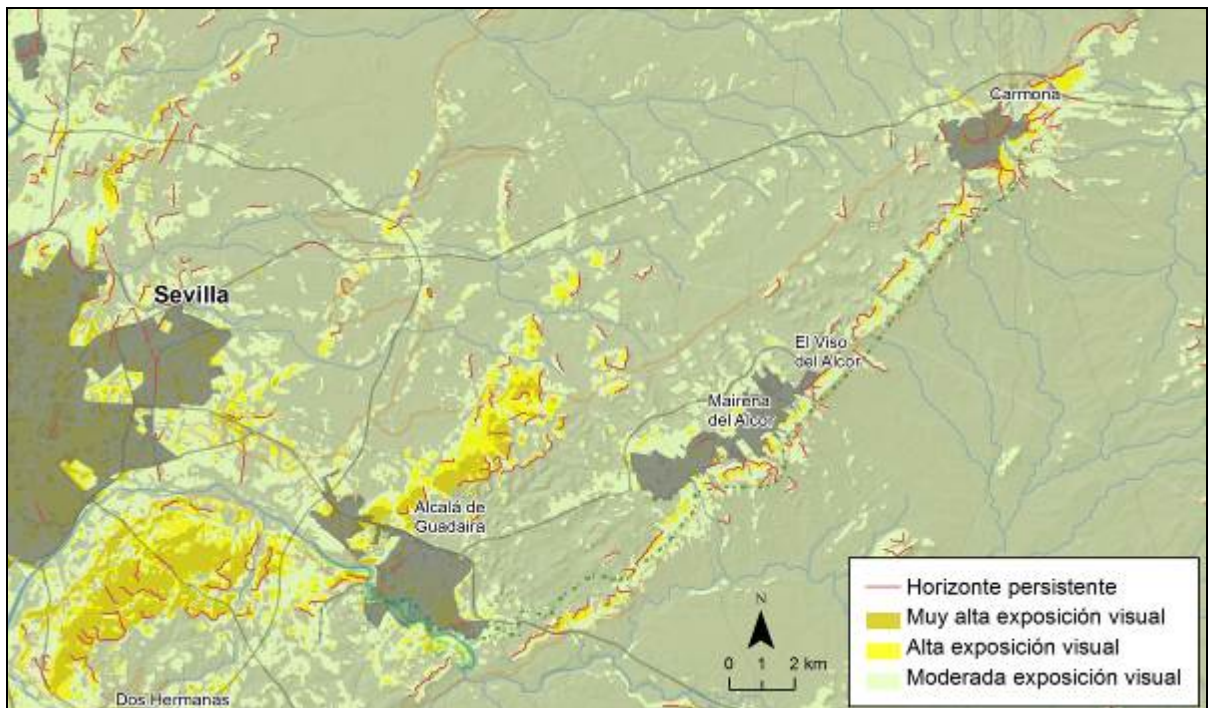 Carmona
Sevilla
El Viso
del Alcor
Mairena
del Alcor
Alcalá de
Guadaira
Dos Hermanas
N
0 1 2 km
Horizonte persistente
Muy alta exposición visual
Alta exposición visual
Moderada exposición visual